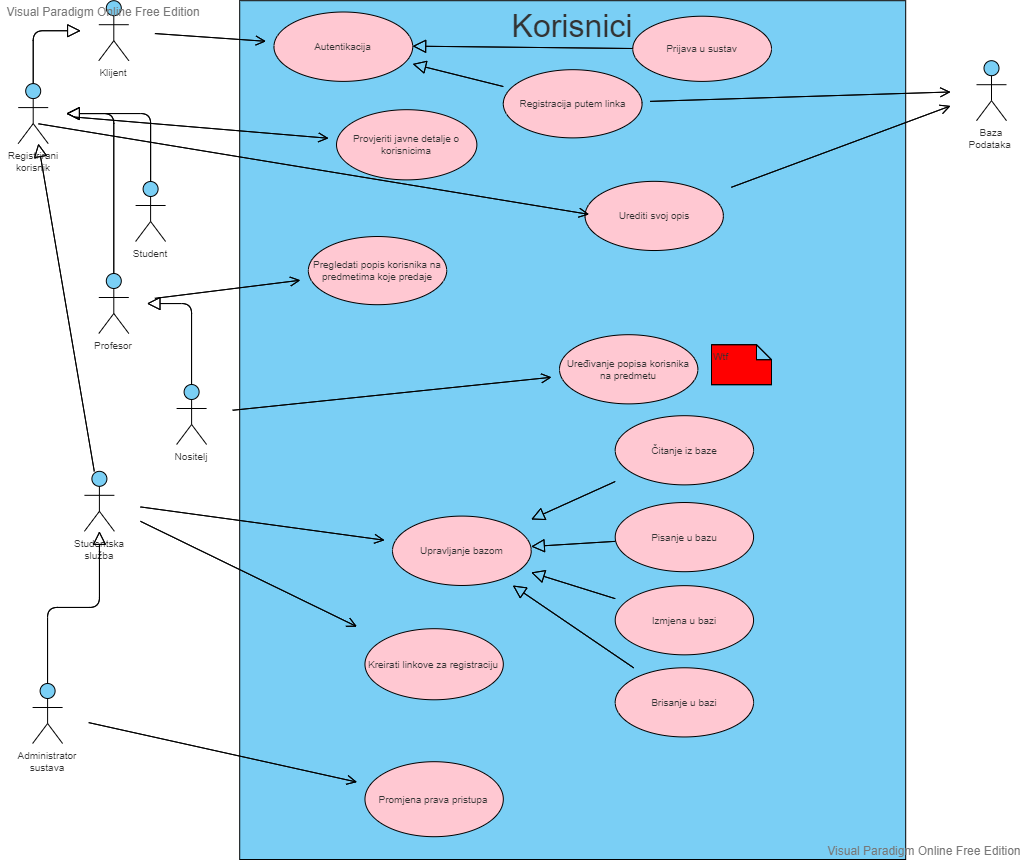 Visual Paradigm Online Free Edition
Korisnici
Klijent
Autentikacija
Prijava u sustav
Registracija putem linka
Baza
Podataka
Registrirani
korisnik
Provjeriti javne detalje o
korisnicima
Student
Urediti svoj opis
Pregledati popis korisnika na
predmetima koje predaje
Profesor
Uređivanje popisa korisnika
na predmetu
Nositelj
Čitanje iz baze
Studentska
služba
Upravljanje bazom
Pisanje u bazu
Izmjena u bazi
Kreirati linkove za registraciju
Brisanje u bazi
Administrator
sustava
Promjena prava pristupa
Visual Paradigm Online Free Edition